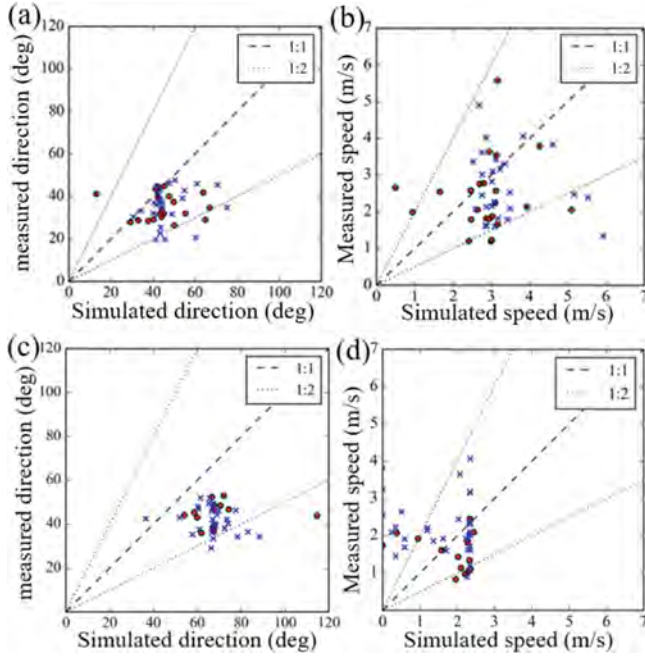 (a)
120
100
80
60
40
20
0
0 20 40 60 80 100 120
measured direction (deg)
Simulated direction (deg)
1:1
1:2
(b)
7
6
5
4
3
2
1
0
0 1 2 3 4 5 6 7
Measured speed (m/s)
Simulated speed (m/s)
1:1
1:2
(c)
120
100
80
60
40
20
0 20 40 60 80 100 120
measured direction (deg)
Simulated direction (deg)
1:1
1:2
(d)
7
6
5
4
3
2
1
0
0 1 2 3 4 5 6 7
Measured speed (m/s)
Simulated speed (m/s)
1:1
1:2